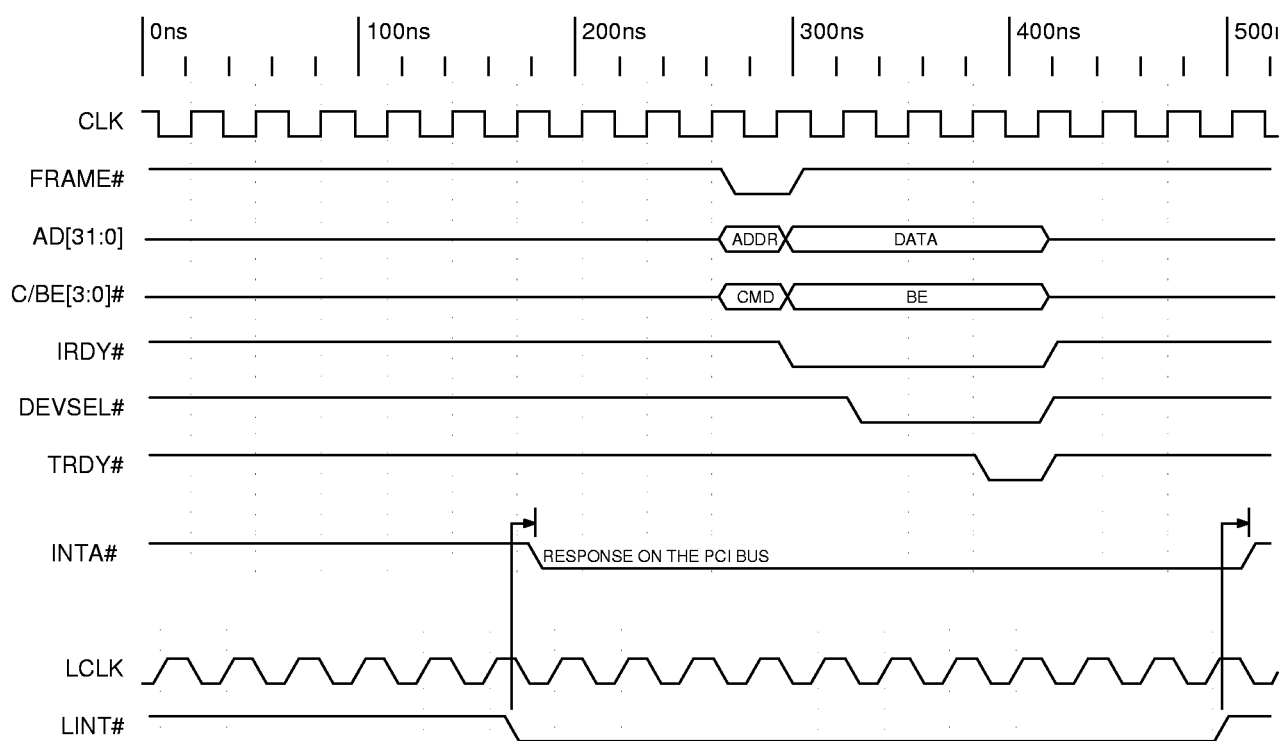 0ns 100ns 200ns 300ns 400ns 500
CLK
FRAME#
AD[31:0] ADDR DATA
C/BE[3:0]# CMD BE
IRDY#
DEVSEL#
TRDY#
INTA# RESPONSE ON THE PCI BUS
LCLK
LINT#